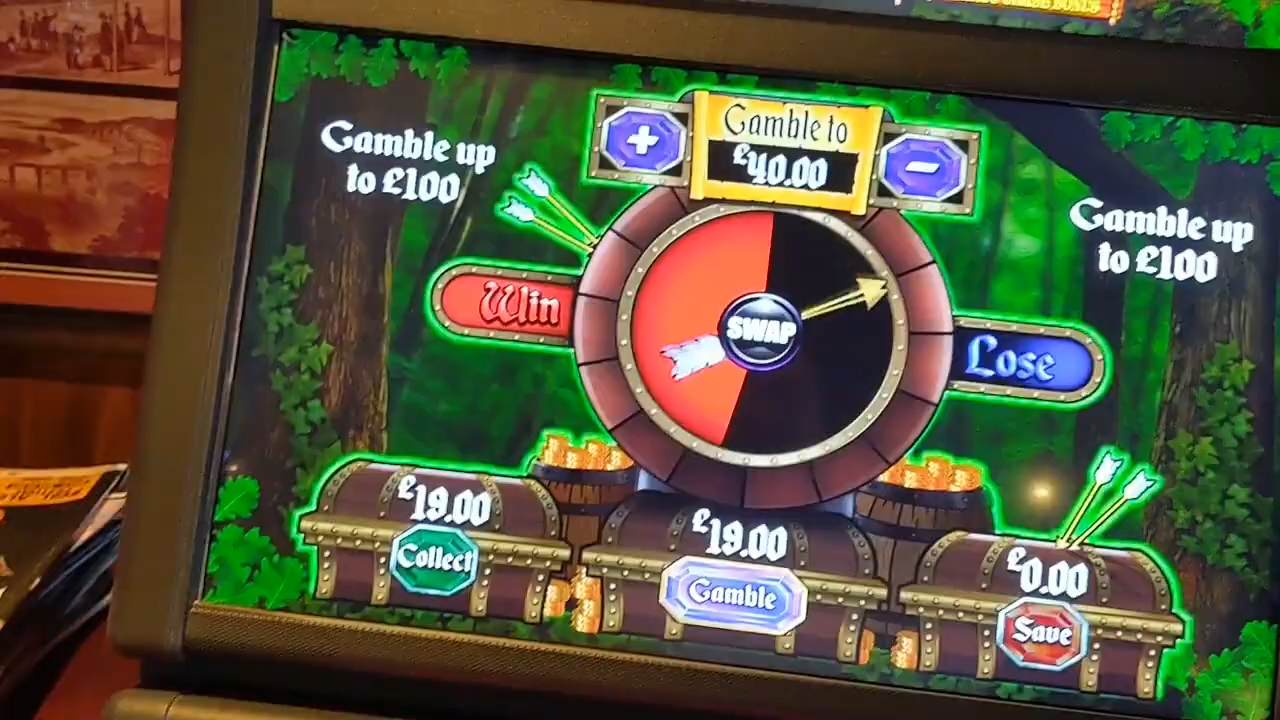 Gamble up
to £100
+
Gamble to
£40.00
-
Gamble up
to £100
Win
SWAP
Lose
£19.00
Collect
£19.00
Gamble
£0.00
Save